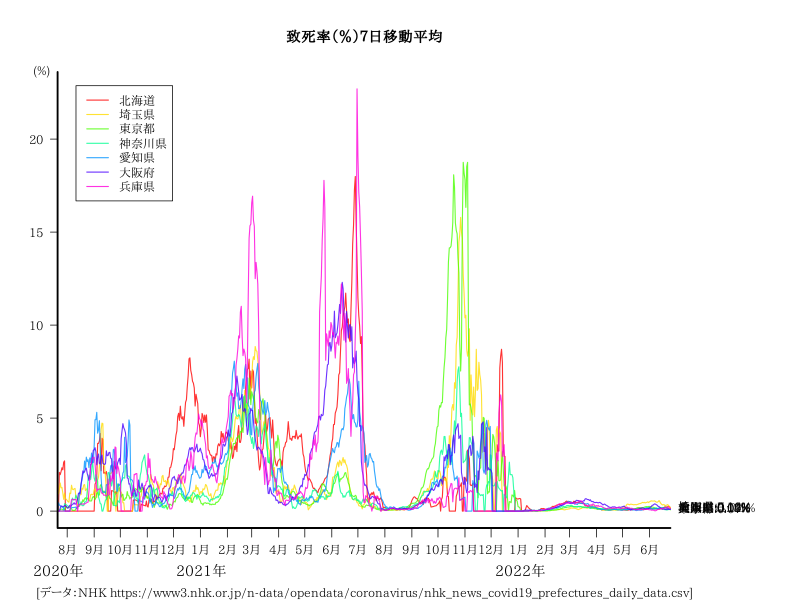 致死率(%)7日移動平均
(%)
北海道
埼玉県
東京都
神奈川県
愛知県
大阪府
兵庫県
20
15
10
5
0
8月 9月 10月 11月 12月 1月 2月 3月 4月 5月 6月 7月 8月 9月 10月 11月 12月 2月 3月 4月 5月 6月
2020年 2021年 2022年
[データ:NHK https://www3.nhk.or.jp/n-data/opendata/coronavirus/nhk_news_covid19_prefectures_daily_data.csv]